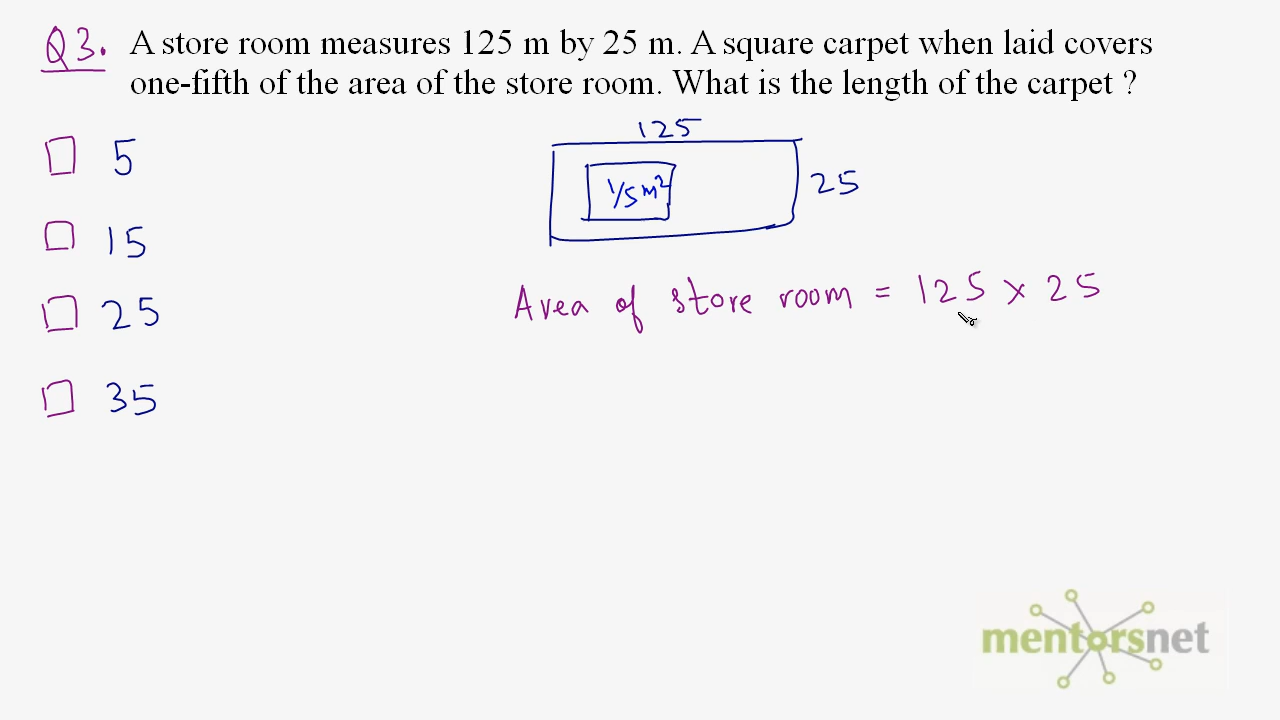 Q3. A store room measures 125 m by 25 m. A square carpet when laid covers
one-fifth of the area of the store room. What is the length of the carpet ?
5
15
25
35
125
1/5 m²
25
Area of store room = 125 x 25
mentorsnet